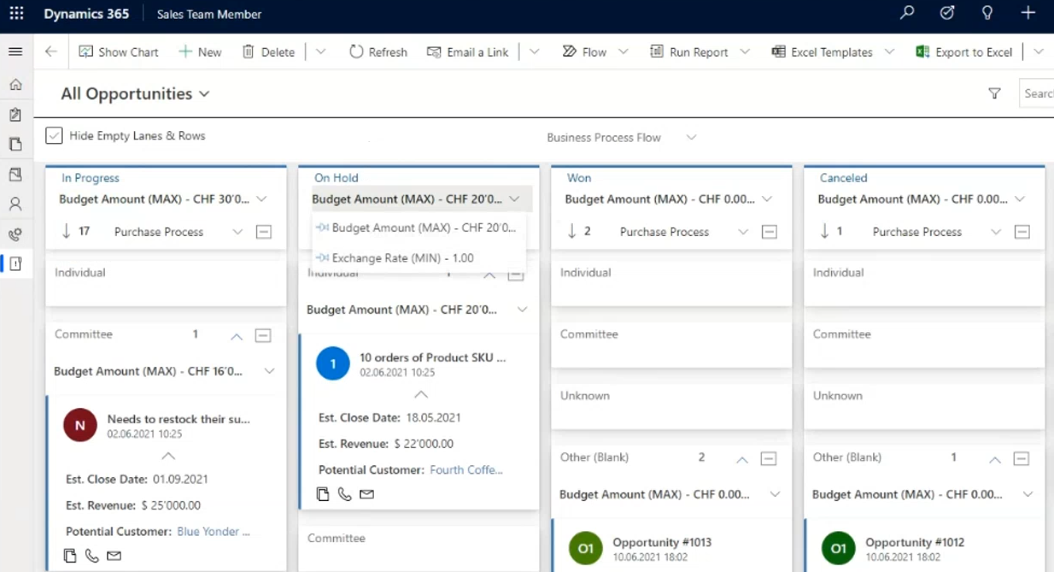 Dynamics 365 Sales Team Member
Show Chart New Delete Refresh Email a Link Flow Run Report Excel Templates Export to Excel
All Opportunities
Searc
Hide Empty Lanes & Rows
Business Process Flow
In Progress
Budget Amount (MAX) - CHF 30'0...
17 Purchase Process
Individual
Committee 1
Budget Amount (MAX) - CHF 16'0...
N
Needs to restock their su...
02.06.2021 10:25
Est. Close Date: 01.09.2021
Est. Revenue: $ 25'000.00
Potential Customer: Blue Yonder ...
On Hold
Budget Amount (MAX) - CHF 20'0...
Budget Amount (MAX) - CHF 20'0...
Exchange Rate (MIN) - 1.00
Individual 1
Budget Amount (MAX) - CHF 20'0...
1
10 orders of Product SKU ...
02.06.2021 10:25
Est. Close Date: 18.05.2021
Est. Revenue: $ 22'000.00
Potential Customer: Fourth Coffe...
Committee
Won
Budget Amount (MAX) - CHF 0.00...
2 Purchase Process
Individual
Committee
Unknown
Other (Blank) 2
Budget Amount (MAX) - CHF 0.00...
O1
Opportunity #1013
10.06.2021 18:02
Canceled
Budget Amount (MAX) - CHF 0.00...
1 Purchase Process
Individual
Committee
Unknown
Other (Blank) 1
Budget Amount (MAX) - CHF 0.00...
O1
Opportunity #1012
10.06.2021 18:02